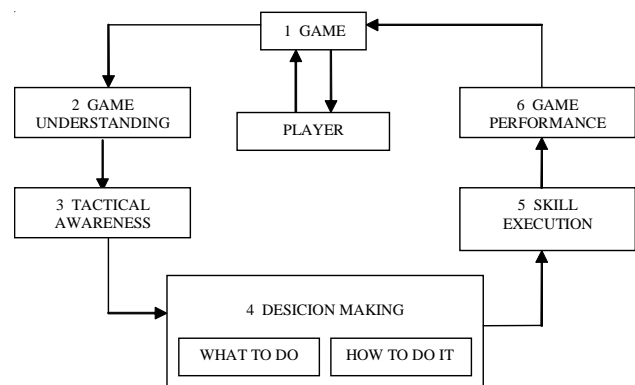 1 GAME
2 GAME
UNDERSTANDING
PLAYER
6 GAME
PERFORMANCE
3 TACTICAL
AWARENESS
5 SKILL
EXECUTION
4 DESICION MAKING
WHAT TO DO
HOW TO DO IT